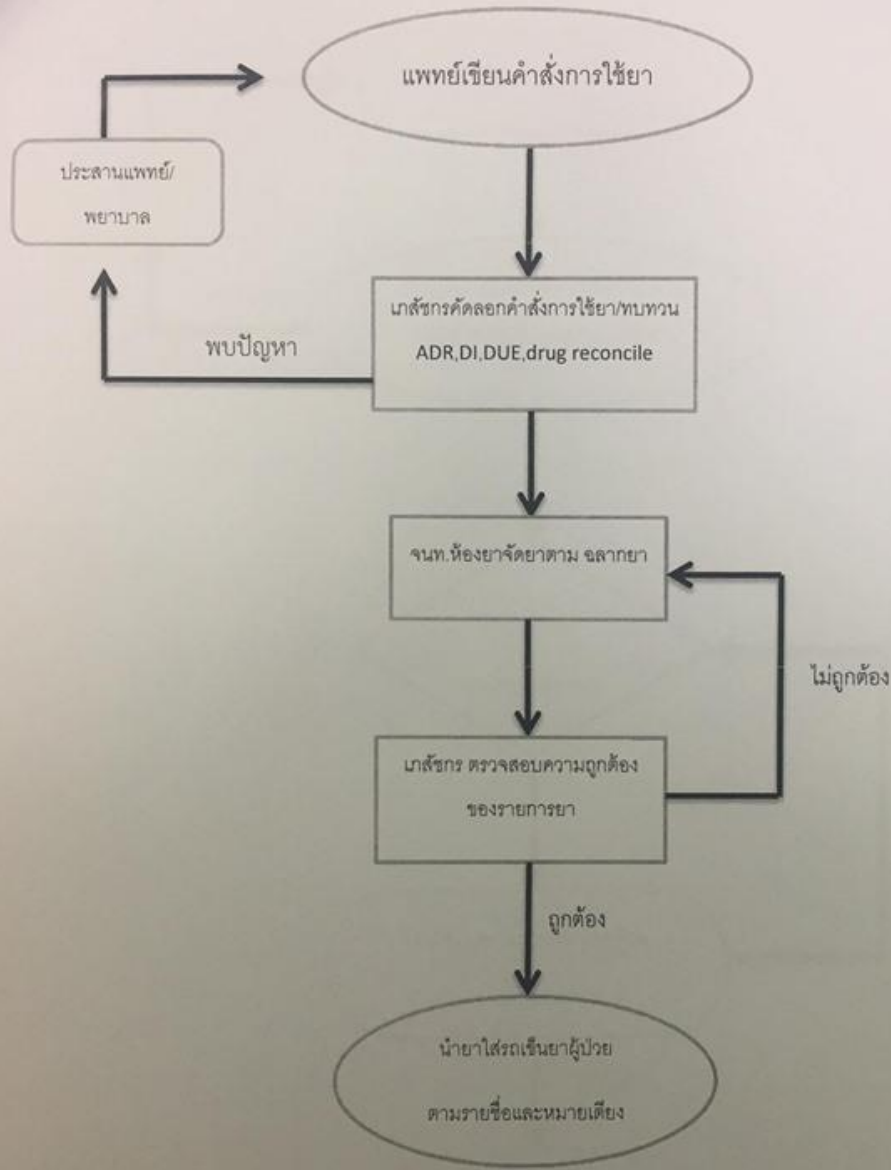 แพทย์เขียนคำสั่งการใช้ยา
ประสานแพทย์/
พยาบาล
เภสัชกรคัดลอกคำสั่งการใช้ยา/ทบทวน
ADR,DI,DUE,drug reconcile
พบปัญหา
จนท.ห้องยาจัดยาตาม ฉลากยา
ไม่ถูกต้อง
เภสัชกร ตรวจสอบความถูกต้อง
ของรายการยา
ถูกต้อง
นำยาใส่รถเข็นยาผู้ป่วย
ตามรายชื่อและหมายเตียง